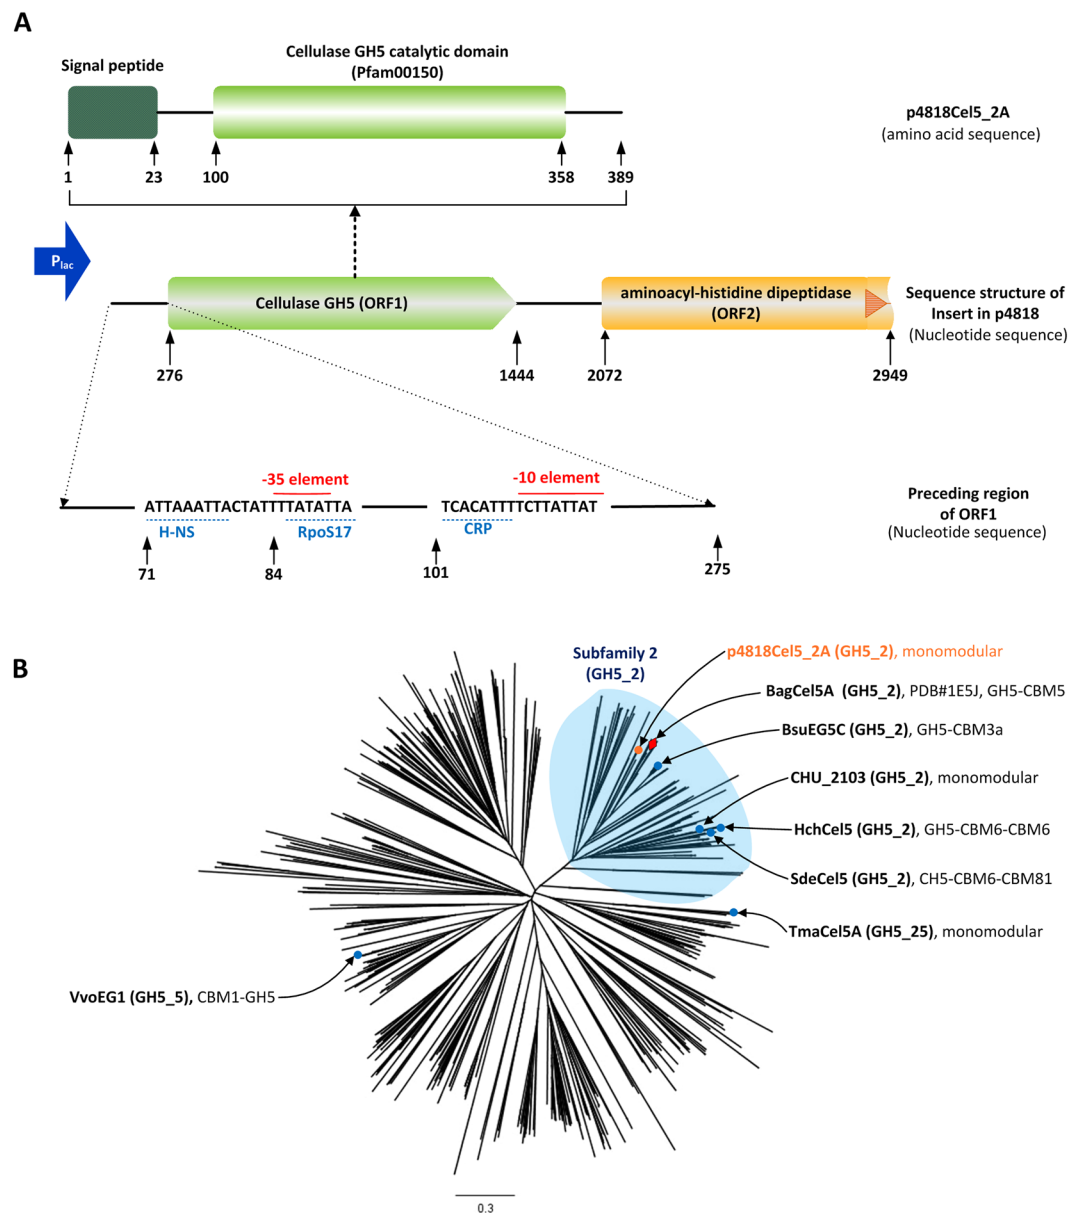 A
Signal peptide
Cellulase GH5 catalytic domain
(Pfam00150)
p4818Cel5_2A
(amino acid sequence)
1
23
100
358
389
Plac
Cellulase GH5 (ORF1)
aminoacyl-histidine dipeptidase
(ORF2)
Sequence structure of
Insert in p4818
(Nucleotide sequence)
276
1444
2072
2949
-35 element
-10 element
ATTAAATTACTATTTTATATTA
TCACATTTTCTTATTAT
H-NS
RpoS17
CRP
Preceding region
of ORF1
(Nucleotide sequence)
71
84
101
275
B
Subfamily 2
(GH5_2)
p4818Cel5_2A (GH5_2), monomodular
BagCel5A (GH5_2), PDB#1E5J, GH5-CBM5
BsuEG5C (GH5_2), GH5-CBM3a
CHU_2103 (GH5_2), monomodular
HchCel5 (GH5_2), GH5-CBM6-CBM6
SdeCel5 (GH5_2), CH5-CBM6-CBM81
TmaCel5A (GH5_25), monomodular
VvoEG1 (GH5_5), CBM1-GH5
0.3